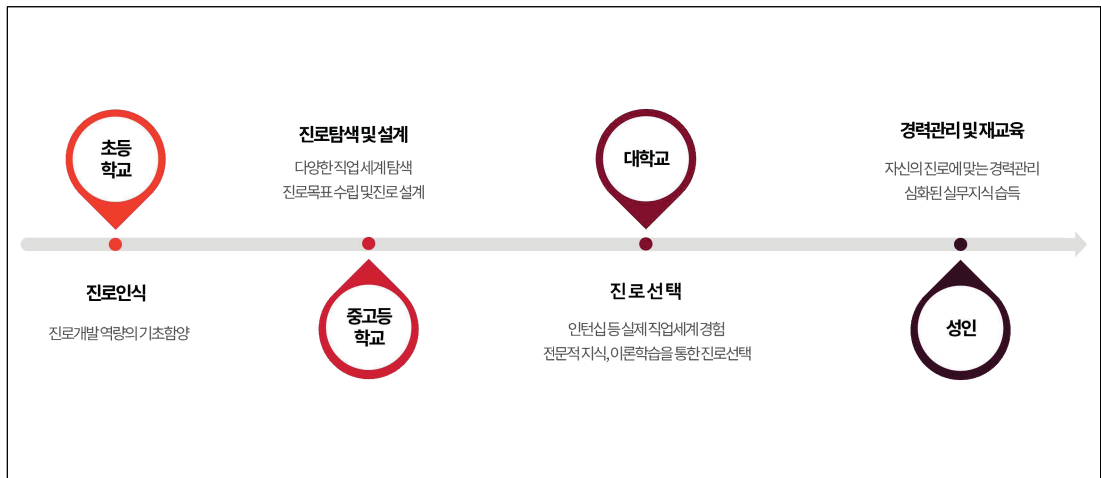 초등
학교
진로인식
진로개발 역량의 기초함양
진로탐색 및 설계
다양한 직업 세계 탐색
진로목표 수립 및 진로 설계
중고등
학교
대학교
진로선택
인턴십 등 실제 직업세계 경험
전문적 지식, 이론학습을 통한 진로선택
경력관리 및 재교육
자신의 진로에 맞는 경력관리
심화된 실무지식 습득
성인